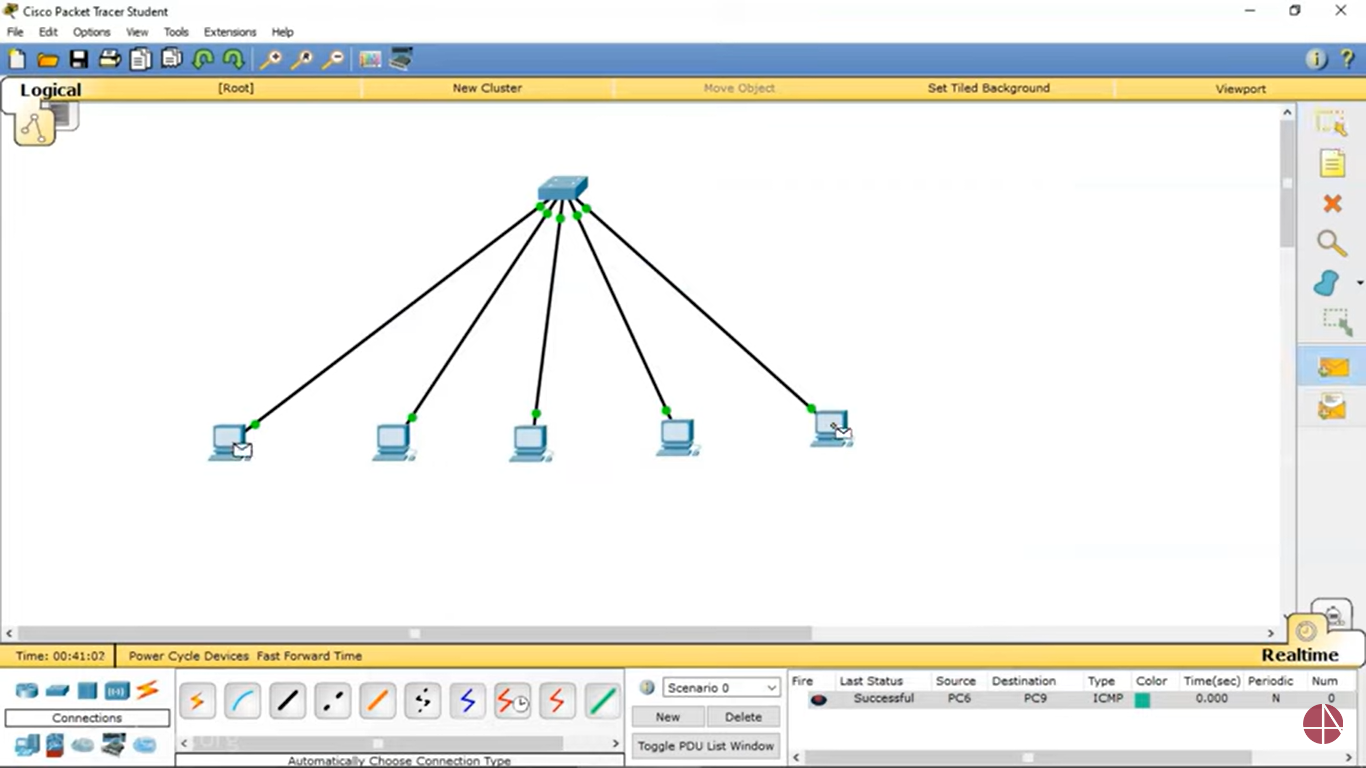 Cisco Packet Tracer Student
File Edit Options View Tools Extensions Help
Logical [Root] New Cluster Move Object Set Tiled Background Viewport
Time: 00:41:02 Power Cycle Devices Fast Forward Time Realtime
Connections
Automatically Choose Connection Type
Scenario 0
New Delete
Toggle PDU List Window
Fire Last Status Source Destination Type Color Time(sec) Periodic Num
Successful PC6 PC9 ICMP 0.000 N 0